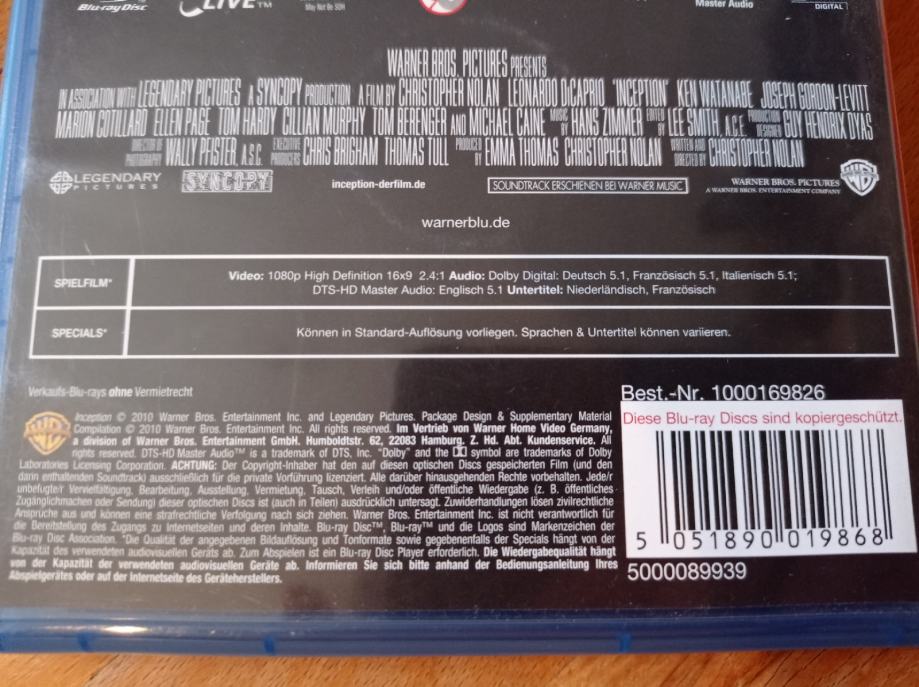 Blu-ray Disc
LIVE™
May Not Be SDH
Master Audio
DIGITAL
WARNER BROS. PICTURES PRESENTS
IN ASSOCIATION WITH LEGENDARY PICTURES A SYNCOPY PRODUCTION A FILM BY CHRISTOPHER NOLAN LEONARDO DiCAPRIO "INCEPTION" KEN WATANABE JOSEPH GORDON-LEVITT
MARION COTILLARD ELLEN PAGE TOM HARDY CILLIAN MURPHY TOM BERENGER AND MICHAEL CAINE MUSIC BY HANS ZIMMER EDITED BY LEE SMITH, A.C.E. PRODUCTION DESIGNER GUY HENDRIX DYAS
DIRECTOR OF PHOTOGRAPHY WALLY PFISTER, A.S.C. EXECUTIVE PRODUCERS CHRIS BRIGHAM THOMAS TULL PRODUCED BY EMMA THOMAS CHRISTOPHER NOLAN WRITTEN AND DIRECTED BY CHRISTOPHER NOLAN
LEGENDARY PICTURES
SYNCOPY
inception-derfilm.de
SOUNDTRACK ERSCHIENEN BEI WARNER MUSIC
WARNER BROS. PICTURES
A WARNER BROS. ENTERTAINMENT COMPANY
WB
warnerblu.de
SPIELFILM*
Video: 1080p High Definition 16x9 2.4:1 Audio: Dolby Digital: Deutsch 5.1, Französisch 5.1, Italienisch 5.1;
DTS-HD Master Audio: Englisch 5.1 Untertitel: Niederländisch, Französisch
SPECIALS*
Können in Standard-Auflösung vorliegen. Sprachen & Untertitel können variieren.
Verkaufs-Blu-rays ohne Vermietrecht
WB
Inception © 2010 Warner Bros. Entertainment Inc. and Legendary Pictures. Package Design & Supplementary Material
Compilation © 2010 Warner Bros. Entertainment Inc. All rights reserved. Im Vertrieb von Warner Home Video Germany,
a division of Warner Bros. Entertainment GmbH. Humboldtstr. 62, 22083 Hamburg. Z. Hd. Abt. Kundenservice. All
rights reserved. DTS-HD Master Audio™ is a trademark of DTS, Inc. "Dolby" and the DD symbol are trademarks of Dolby
Laboratories Licensing Corporation. ACHTUNG: Der Copyright-Inhaber hat den auf diesen optischen Discs gespeicherten Film (und den
darin enthaltenden Soundtrack) ausschließlich für die private Vorführung lizenziert. Alle darüber hinausgehenden Rechte vorbehalten. Jede/r
unbefugte/r Vervielfältigung, Bearbeitung, Ausstellung, Vermietung, Tausch, Verleih und/oder öffentliche Wiedergabe (z. B. öffentliches
Zugänglichmachen oder Sendung) dieser optischen Discs ist (auch in Teilen) ausdrücklich untersagt. Zuwiderhandlungen lösen zivilrechtliche
Ansprüche aus und können eine strafrechtliche Verfolgung nach sich ziehen. Warner Bros. Entertainment Inc. ist nicht verantwortlich für
die Bereitstellung des Zugangs zu Internetseiten und deren Inhalte. Blu-ray Disc™, Blu-ray™ und die Logos sind Markenzeichen der
Blu-ray Disc Association. *Die Qualität der angegebenen Bildauflösung und Tonformate sowie gegebenenfalls der Specials hängt von der
Kapazität des verwendeten audiovisuellen Geräts ab. Zum Abspielen ist ein Blu-ray Disc Player erforderlich. Die Wiedergabequalität hängt
von der Kapazität der verwendeten audiovisuellen Geräte ab. Informieren Sie sich bitte anhand der Bedienungsanleitung Ihres
Abspielgerätes oder auf der Internetseite des Geräteherstellers.
Best.-Nr. 1000169826
Diese Blu-ray Discs sind kopiergeschützt.
5 051890 019868
5000089939